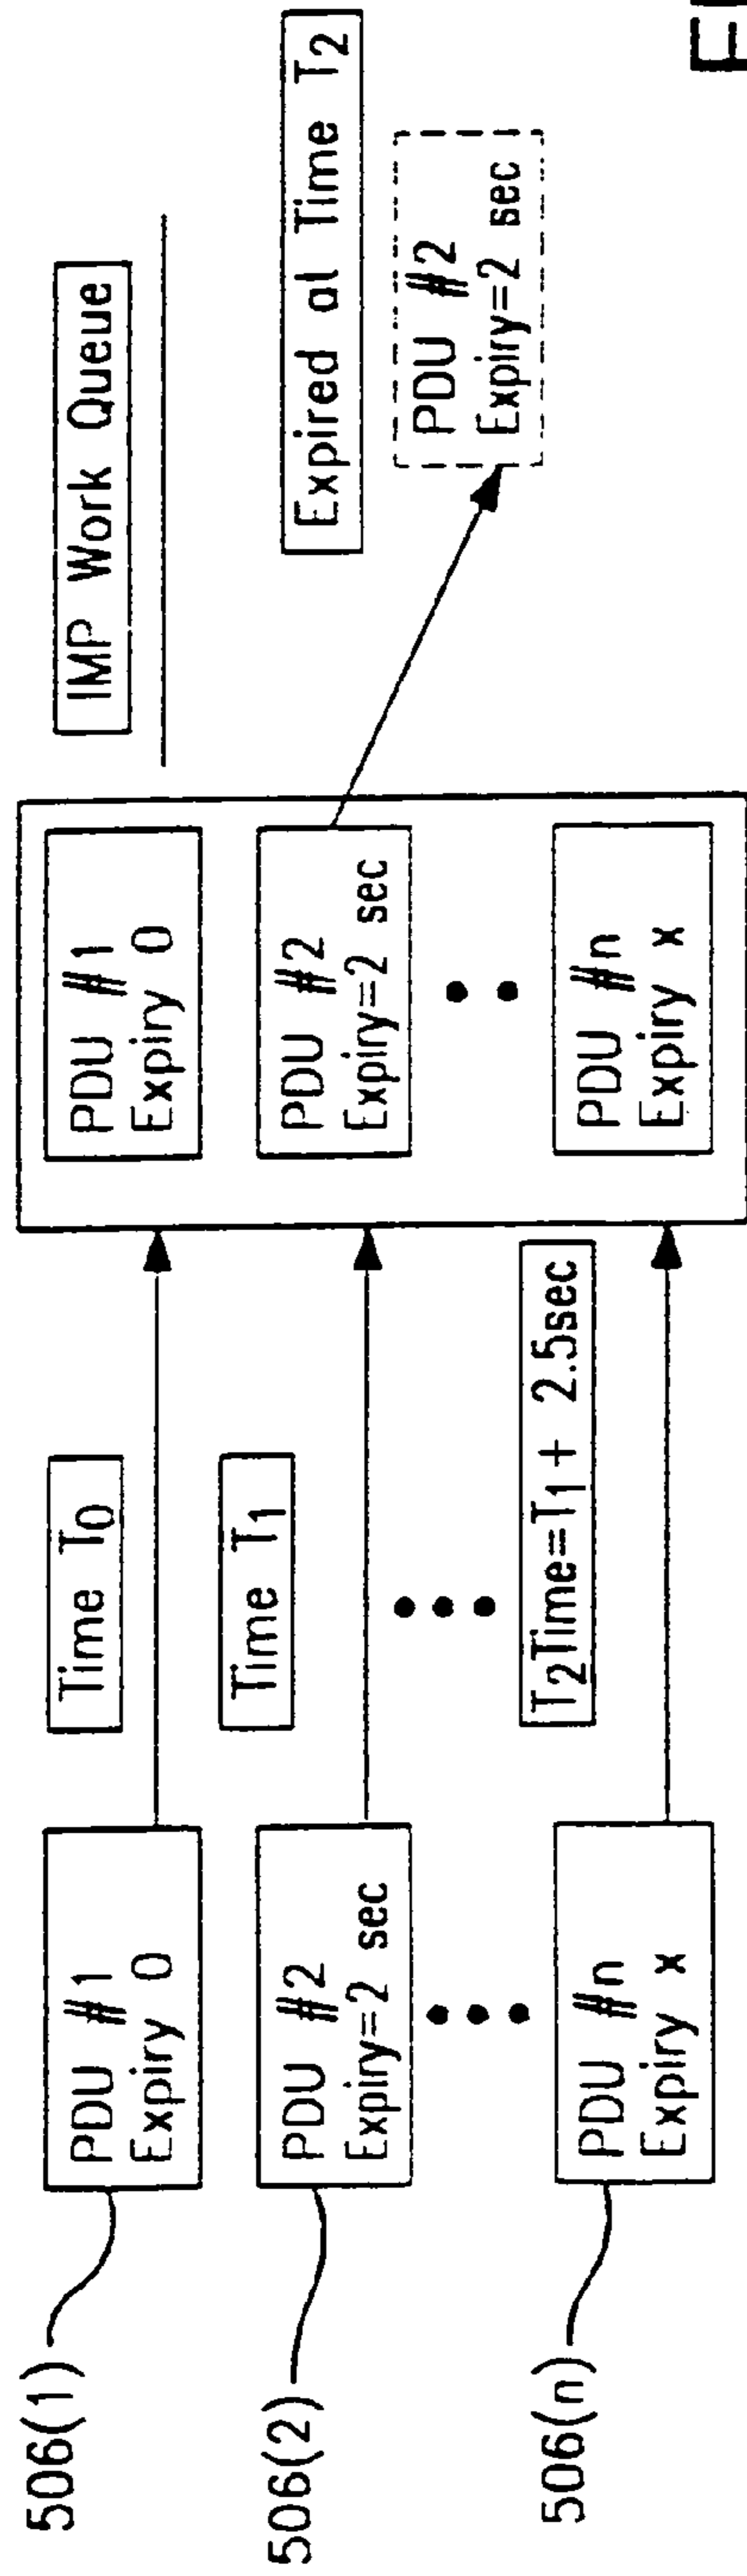 506(1)
PDU #1
Expiry 0
Time T0
PDU #1
Expiry 0
IMP Work Queue
506(2)
PDU #2
Expiry=2 sec
Time T1
PDU #2
Expiry=2 sec
Expired at Time T2
PDU #2
Expiry=2 sec
T2Time=T1 + 2.5sec
506(n)
PDU #n
Expiry x
PDU #n
Expiry x